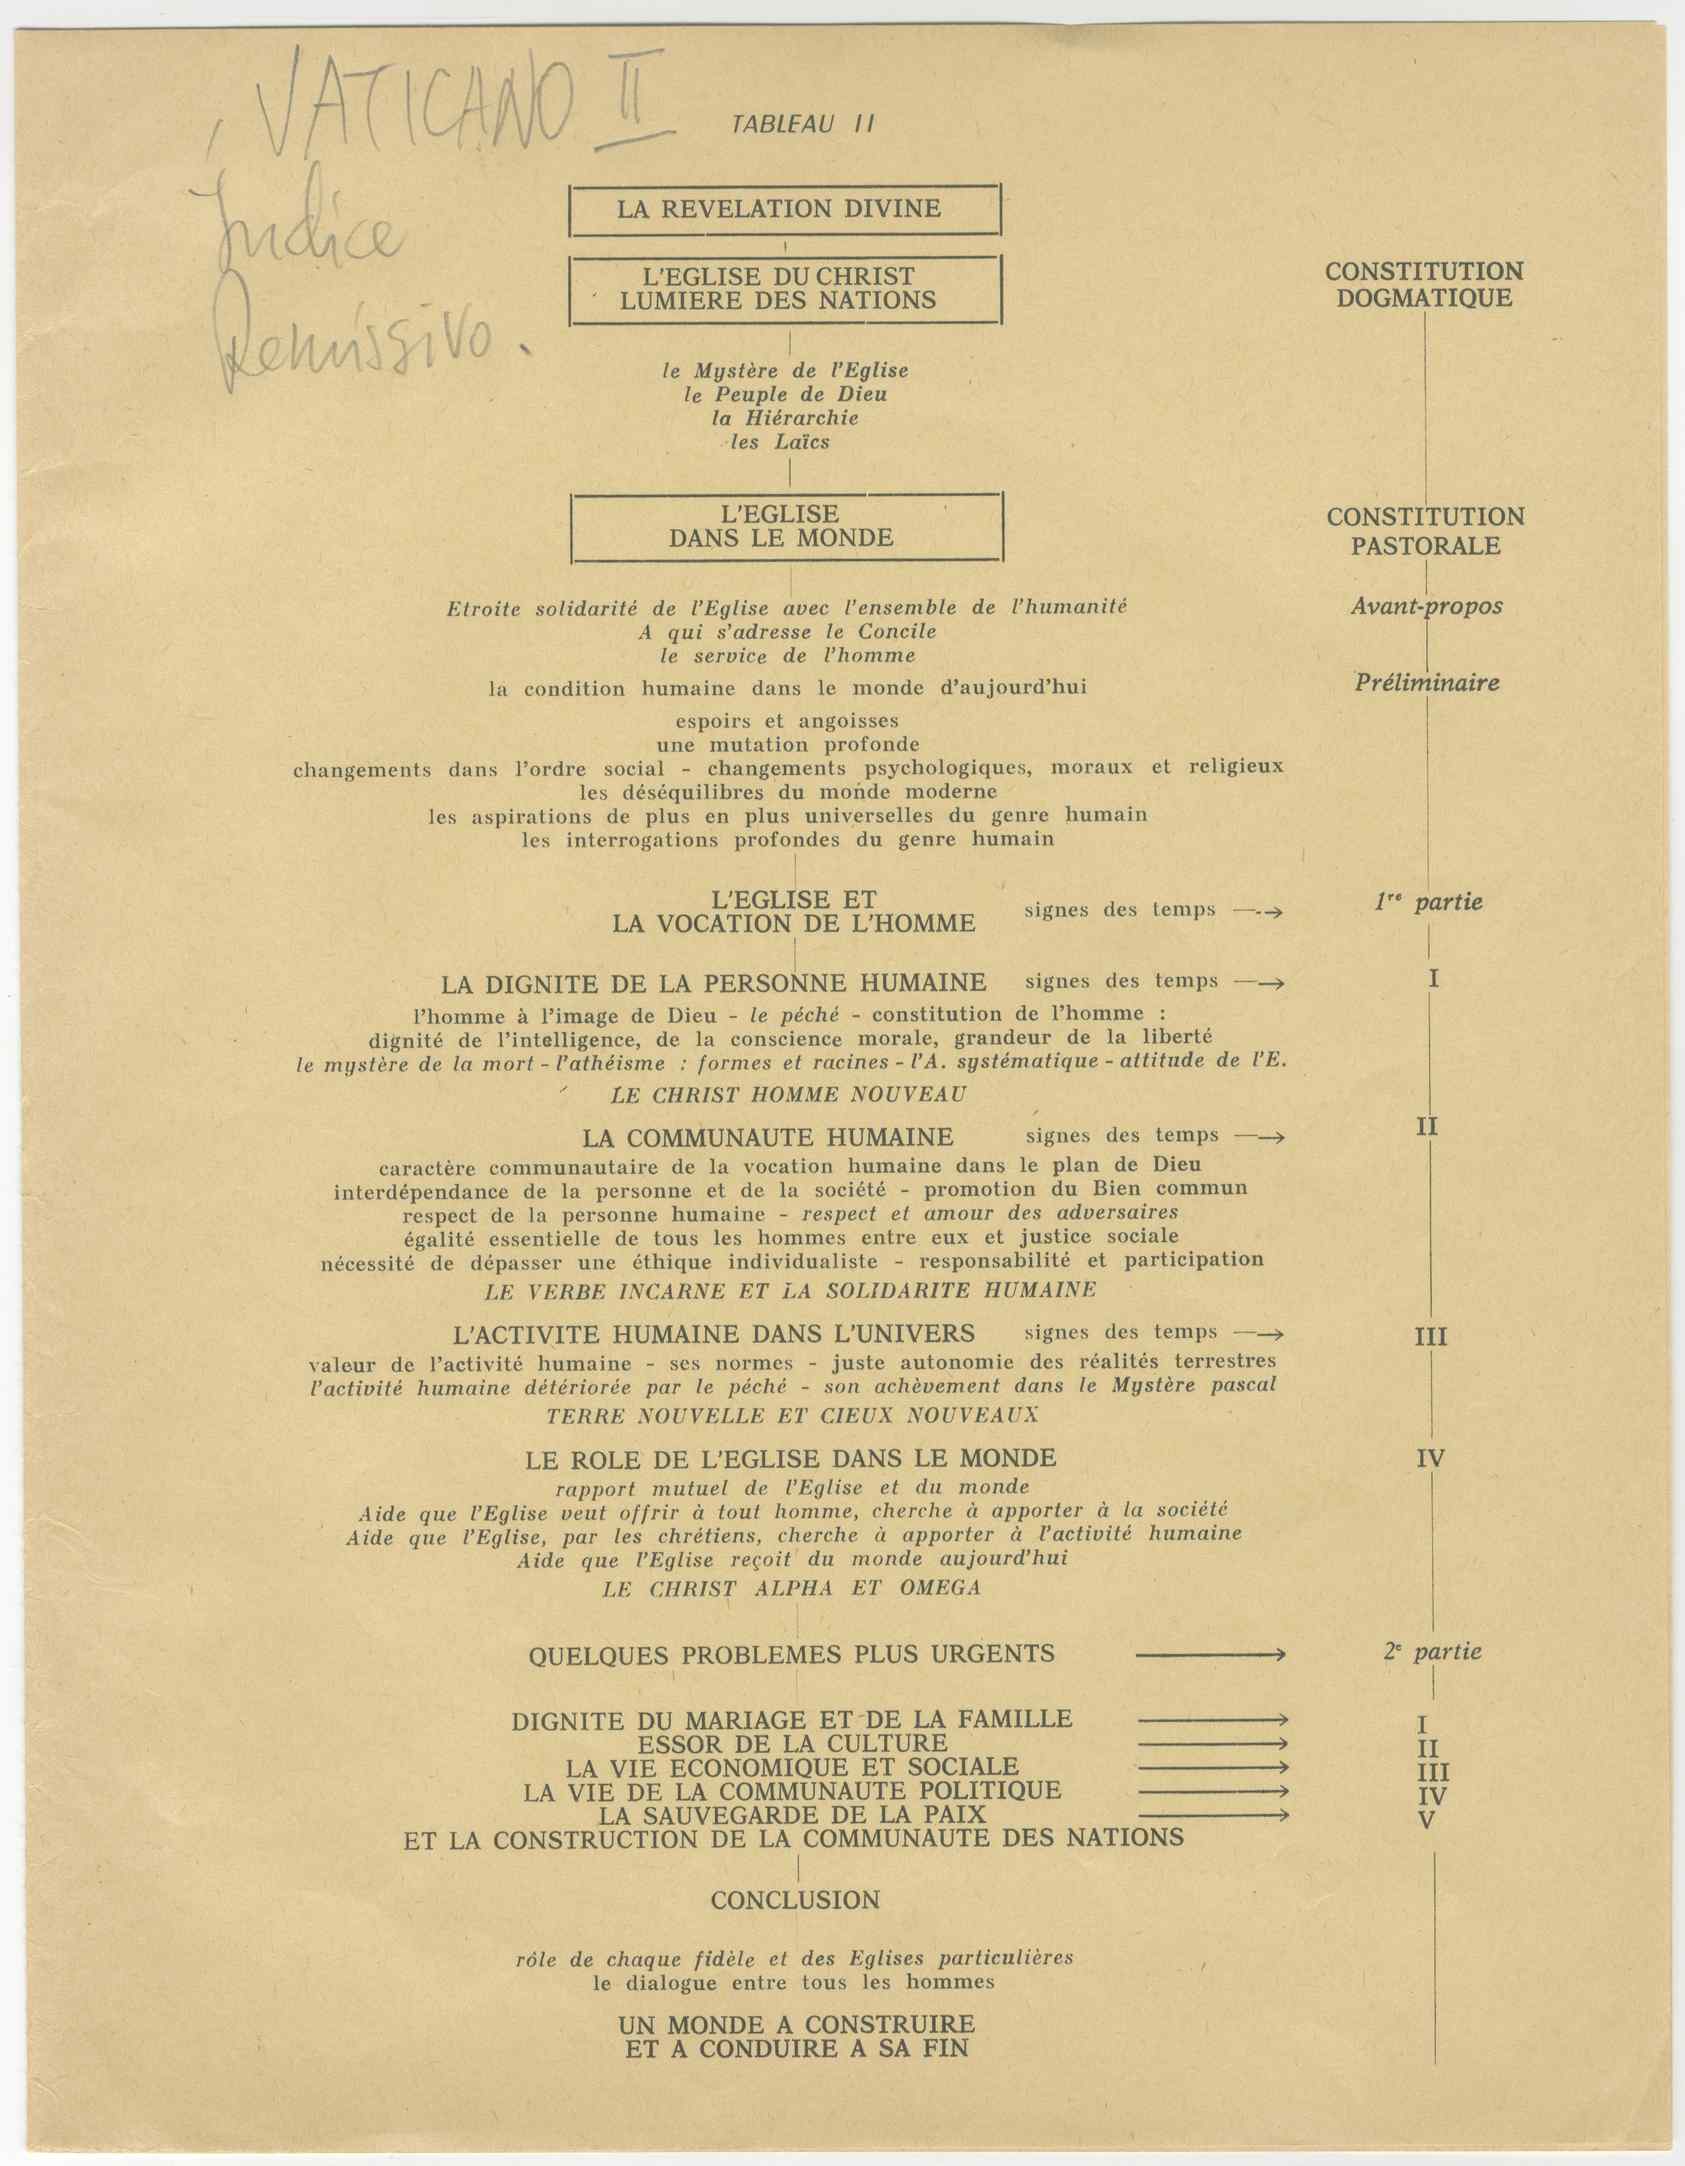 VATICANO II
Indice
Remissivo.
TABLEAU II
LA REVELATION DIVINE
L'EGLISE DU CHRIST
LUMIERE DES NATIONS
CONSTITUTION
DOGMATIQUE
le Mystère de l'Eglise
le Peuple de Dieu
la Hiérarchie
les Laïcs
L'EGLISE
DANS LE MONDE
CONSTITUTION
PASTORALE
Etroite solidarité de l'Eglise avec l'ensemble de l'humanité
Avant-propos
A qui s'adresse le Concile
le service de l'homme
la condition humaine dans le monde d'aujourd'hui
Préliminaire
espoirs et angoisses
une mutation profonde
changements dans l'ordre social - changements psychologiques, moraux et religieux
les déséquilibres du monde moderne
les aspirations de plus en plus universelles du genre humain
les interrogations profondes du genre humain
L'EGLISE ET
LA VOCATION DE L'HOMME
signes des temps →
1re partie
LA DIGNITE DE LA PERSONNE HUMAINE signes des temps → I
l'homme à l'image de Dieu - le péché - constitution de l'homme :
dignité de l'intelligence, de la conscience morale, grandeur de la liberté
le mystère de la mort - l'athéisme : formes et racines - l'A. systématique - attitude de l'E.
LE CHRIST HOMME NOUVEAU
LA COMMUNAUTE HUMAINE signes des temps → II
caractère communautaire de la vocation humaine dans le plan de Dieu
interdépendance de la personne et de la société - promotion du Bien commun
respect de la personne humaine - respect et amour des adversaires
égalité essentielle de tous les hommes entre eux et justice sociale
nécessité de dépasser une éthique individualiste - responsabilité et participation
LE VERBE INCARNE ET LA SOLIDARITE HUMAINE
L'ACTIVITE HUMAINE DANS L'UNIVERS signes des temps → III
valeur de l'activité humaine - ses normes - juste autonomie des réalités terrestres
l'activité humaine détériorée par le péché - son achèvement dans le Mystère pascal
TERRE NOUVELLE ET CIEUX NOUVEAUX
LE ROLE DE L'EGLISE DANS LE MONDE IV
rapport mutuel de l'Eglise et du monde
Aide que l'Eglise veut offrir à tout homme, cherche à apporter à la société
Aide que l'Eglise, par les chrétiens, cherche à apporter à l'activité humaine
Aide que l'Eglise reçoit du monde aujourd'hui
LE CHRIST ALPHA ET OMEGA
QUELQUES PROBLEMES PLUS URGENTS → 2e partie
DIGNITE DU MARIAGE ET DE LA FAMILLE → I
ESSOR DE LA CULTURE → II
LA VIE ECONOMIQUE ET SOCIALE → III
LA VIE DE LA COMMUNAUTE POLITIQUE → IV
LA SAUVEGARDE DE LA PAIX → V
ET LA CONSTRUCTION DE LA COMMUNAUTE DES NATIONS
CONCLUSION
rôle de chaque fidèle et des Eglises particulières
le dialogue entre tous les hommes
UN MONDE A CONSTRUIRE
ET A CONDUIRE A SA FIN